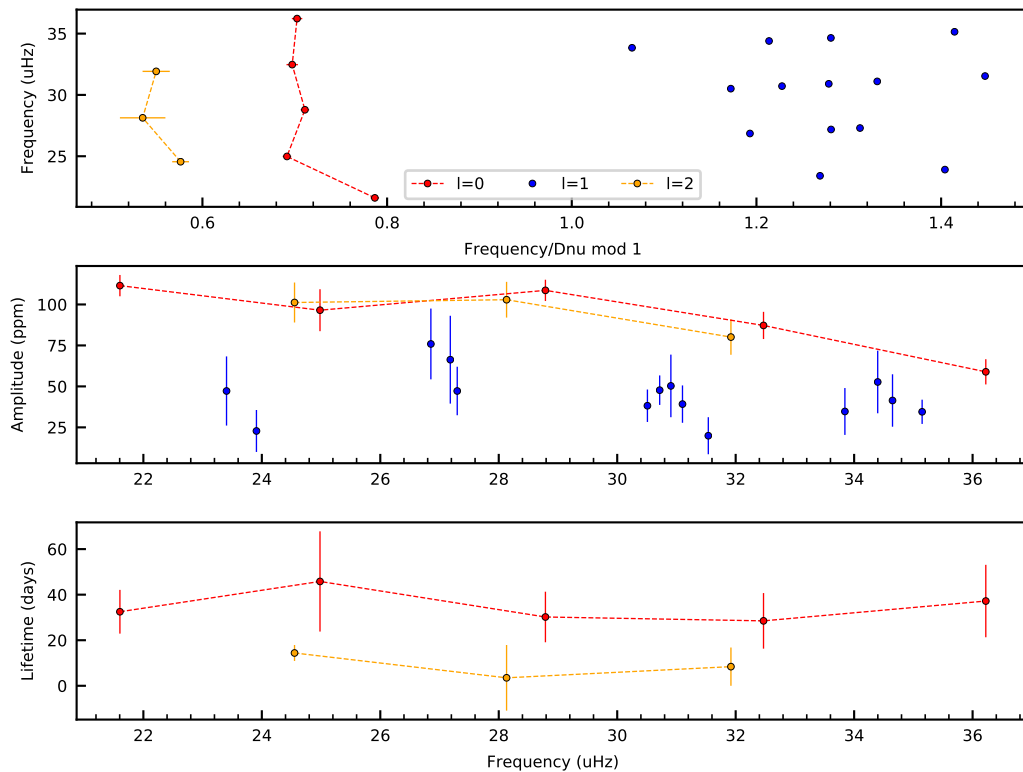 35
30
25
Frequency (uHz)
l=0 l=1 l=2
0.6 0.8 1.0 1.2 1.4
Frequency/Dnu mod 1
100
75
50
25
Amplitude (ppm)
22 24 26 28 30 32 34 36
60
40
20
0
Lifetime (days)
22 24 26 28 30 32 34 36
Frequency (uHz)